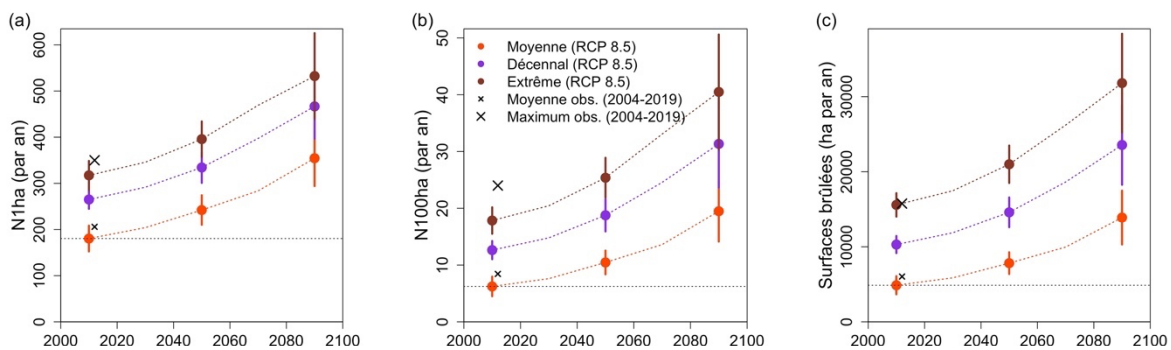 (a)
N1ha (par an)
0 100 200 300 400 500 600
2000 2020 2040 2060 2080 2100
(b)
N100ha (par an)
0 10 20 30 40 50
2000 2020 2040 2060 2080 2100
Moyenne (RCP 8.5)
Décennal (RCP 8.5)
Extrême (RCP 8.5)
Moyenne obs. (2004-2019)
Maximum obs. (2004-2019)
(c)
Surfaces brûlées (ha par an)
0 10000 20000 30000
2000 2020 2040 2060 2080 2100